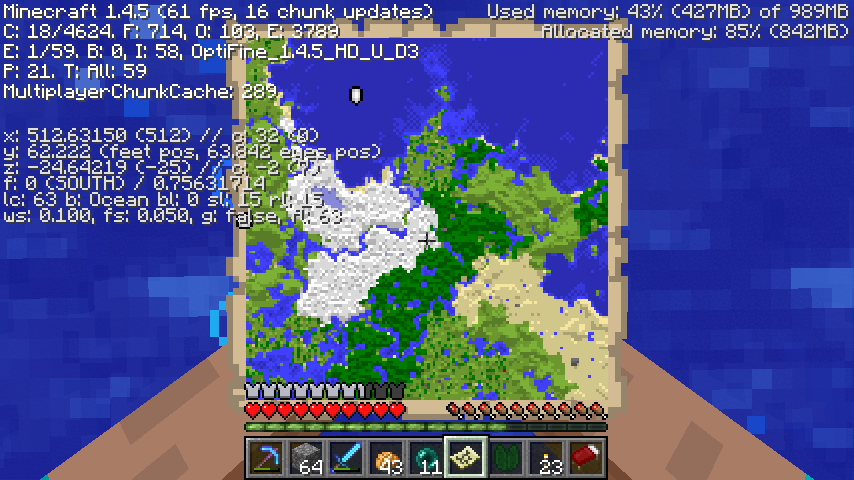 Minecraft 1.4.5 (61 fps, 16 chunk updates)
Used memory: 43% (427MB) of 989MB
C: 18/4624. F: 714, O: 103, E: 3789
Allocated memory: 85% (842MB)
E: 1/59. B: 0, I: 58, OptiFine_1.4.5_HD_U_D3
P: 21. T: All: 59
MultiplayerChunkCache: 289
x: 512.63150 (512) // c: 32 (0)
y: 62.222 (feet pos, 63.842 eyes pos)
z: -24.64219 (-25) // c: -2 (7)
f: 0 (SOUTH) / 0.75631714
lc: 63 b: Ocean bl: 0 sl: 15 rl: 15
ws: 0.100, fs: 0.050, g: false, fl: 63
64
43
11
23